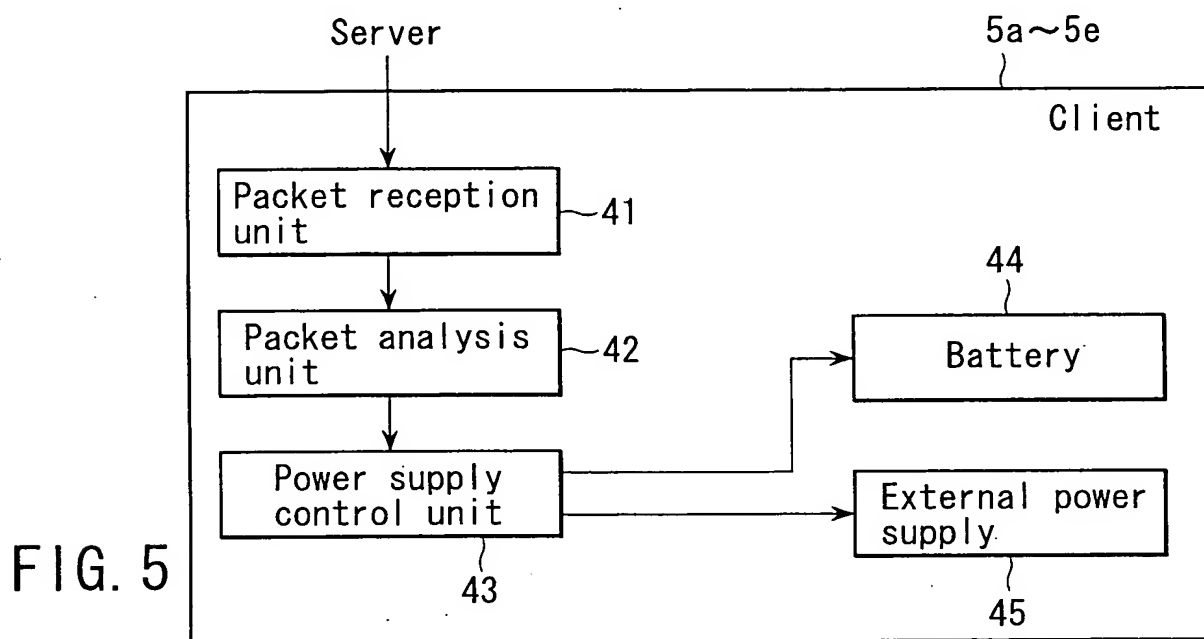 Server
5a~5e
Client
Packet reception
unit
41
Packet analysis
unit
42
44
Battery
Power supply
control unit
43
External power
supply
45
FIG. 5